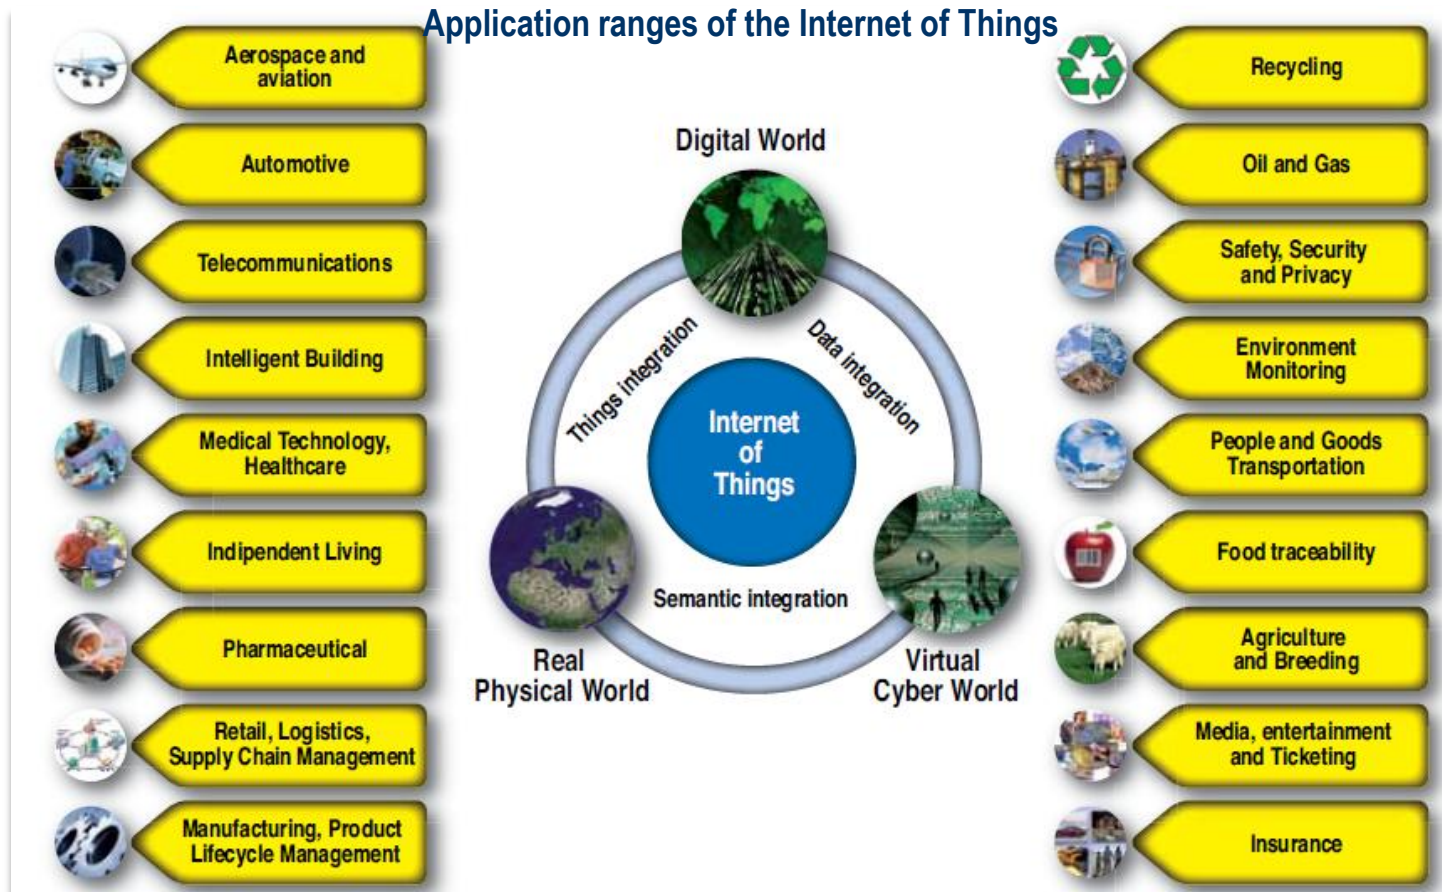 Application ranges of the Internet of Things
Aerospace and
aviation
Automotive
Telecommunications
Intelligent Building
Medical Technology,
Healthcare
Indipendent Living
Pharmaceutical
Retail, Logistics,
Supply Chain Management
Manufacturing, Product
Lifecycle Management
Digital World
Things integration
Data integration
Internet
of
Things
Semantic integration
Real
Physical World
Virtual
Cyber World
Recycling
Oil and Gas
Safety, Security
and Privacy
Environment
Monitoring
People and Goods
Transportation
Food traceability
Agriculture
and Breeding
Media, entertainment
and Ticketing
Insurance